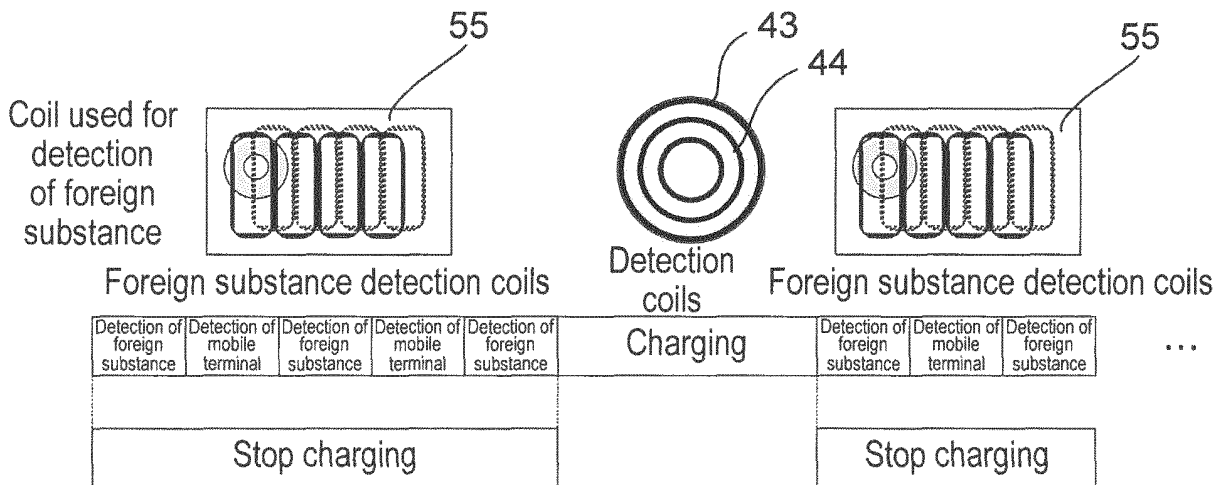 55
43
44
55
Coil used for
detection
of foreign
substance
Foreign substance detection coils
Detection
coils
Foreign substance detection coils
Detection of
foreign
substance
Detection of
mobile
terminal
Detection of
foreign
substance
Detection of
mobile
terminal
Detection of
foreign
substance
Charging
Detection of
foreign
substance
Detection of
mobile
terminal
Detection of
foreign
substance
...
Stop charging
Stop charging